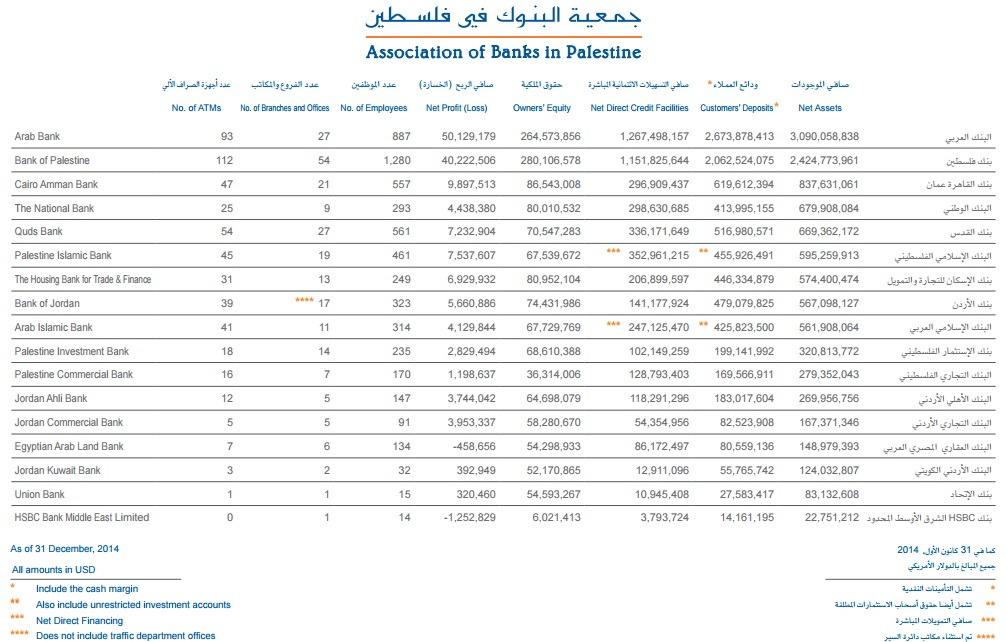 جمعية البنوك في فلسطين
Association of Banks in Palestine
عدد أجهزة الصراف الآلي عدد الفروع والمكاتب عدد الموظفين صافي الربح (الخسارة) حقوق الملكية صافي التسهيلات الائتمانية المباشرة ودائع العملاء* صافي الموجودات
No. of ATMs No. of Branches and Offices No. of Employees Net Profit (Loss) Owners' Equity Net Direct Credit Facilities Customers' Deposits* Net Assets
Arab Bank 93 27 887 50,129,179 264,573,856 1,267,498,157 2,673,878,413 3,090,058,838 البنك العربي
Bank of Palestine 112 54 1,280 40,222,506 280,106,578 1,151,825,644 2,062,524,075 2,424,773,961 بنك فلسطين
Cairo Amman Bank 47 21 557 9,897,513 86,543,008 296,909,437 619,612,394 837,631,061 بنك القاهرة عمان
The National Bank 25 9 293 4,438,380 80,010,532 298,630,685 413,995,155 679,908,084 البنك الوطني
Quds Bank 54 27 561 7,232,904 70,547,283 336,171,649 516,980,571 669,362,172 بنك القدس
Palestine Islamic Bank 45 19 461 7,537,607 67,539,672 *** 352,961,215 ** 455,926,491 595,259,913 البنك الإسلامي الفلسطيني
The Housing Bank for Trade & Finance 31 13 249 6,929,932 80,952,104 206,899,597 446,334,879 574,400,474 بنك الإسكان للتجارة والتمويل
Bank of Jordan 39 **** 17 323 5,660,886 74,431,986 141,177,924 479,079,825 567,098,127 بنك الأردن
Arab Islamic Bank 41 11 314 4,129,844 67,729,769 *** 247,125,470 ** 425,823,500 561,908,064 البنك الإسلامي العربي
Palestine Investment Bank 18 14 235 2,829,494 68,610,388 102,149,259 199,141,992 320,813,772 بنك الإستثمار الفلسطيني
Palestine Commercial Bank 16 7 170 1,198,637 36,314,006 128,793,403 169,566,911 279,352,043 البنك التجاري الفلسطيني
Jordan Ahli Bank 12 5 147 3,744,042 64,698,079 118,291,296 183,017,604 269,956,756 البنك الأهلي الأردني
Jordan Commercial Bank 5 5 91 3,953,337 58,280,670 54,354,956 82,523,908 167,371,346 البنك التجاري الأردني
Egyptian Arab Land Bank 7 6 134 -458,656 54,298,933 86,172,497 80,559,136 148,979,393 البنك العقاري المصري العربي
Jordan Kuwait Bank 3 2 32 392,949 52,170,865 12,911,096 55,765,742 124,032,807 البنك الأردني الكويتي
Union Bank 1 1 15 320,460 54,593,267 10,945,408 27,583,417 83,132,608 بنك الإتحاد
HSBC Bank Middle East Limited 0 1 14 -1,252,829 6,021,413 3,793,724 14,161,195 22,751,212 بنك HSBC الشرق الأوسط المحدود
As of 31 December, 2014 كما في 31 كانون الأول، 2014
All amounts in USD جميع المبالغ بالدولار الأمريكي
* Include the cash margin * تشمل التأمينات النقدية
** Also include unrestricted investment accounts ** تشمل أيضا حقوق أصحاب الاستثمارات المطلقة
*** Net Direct Financing *** صافي التمويلات المباشرة
**** Does not include traffic department offices **** تم استثناء مكاتب دائرة السير